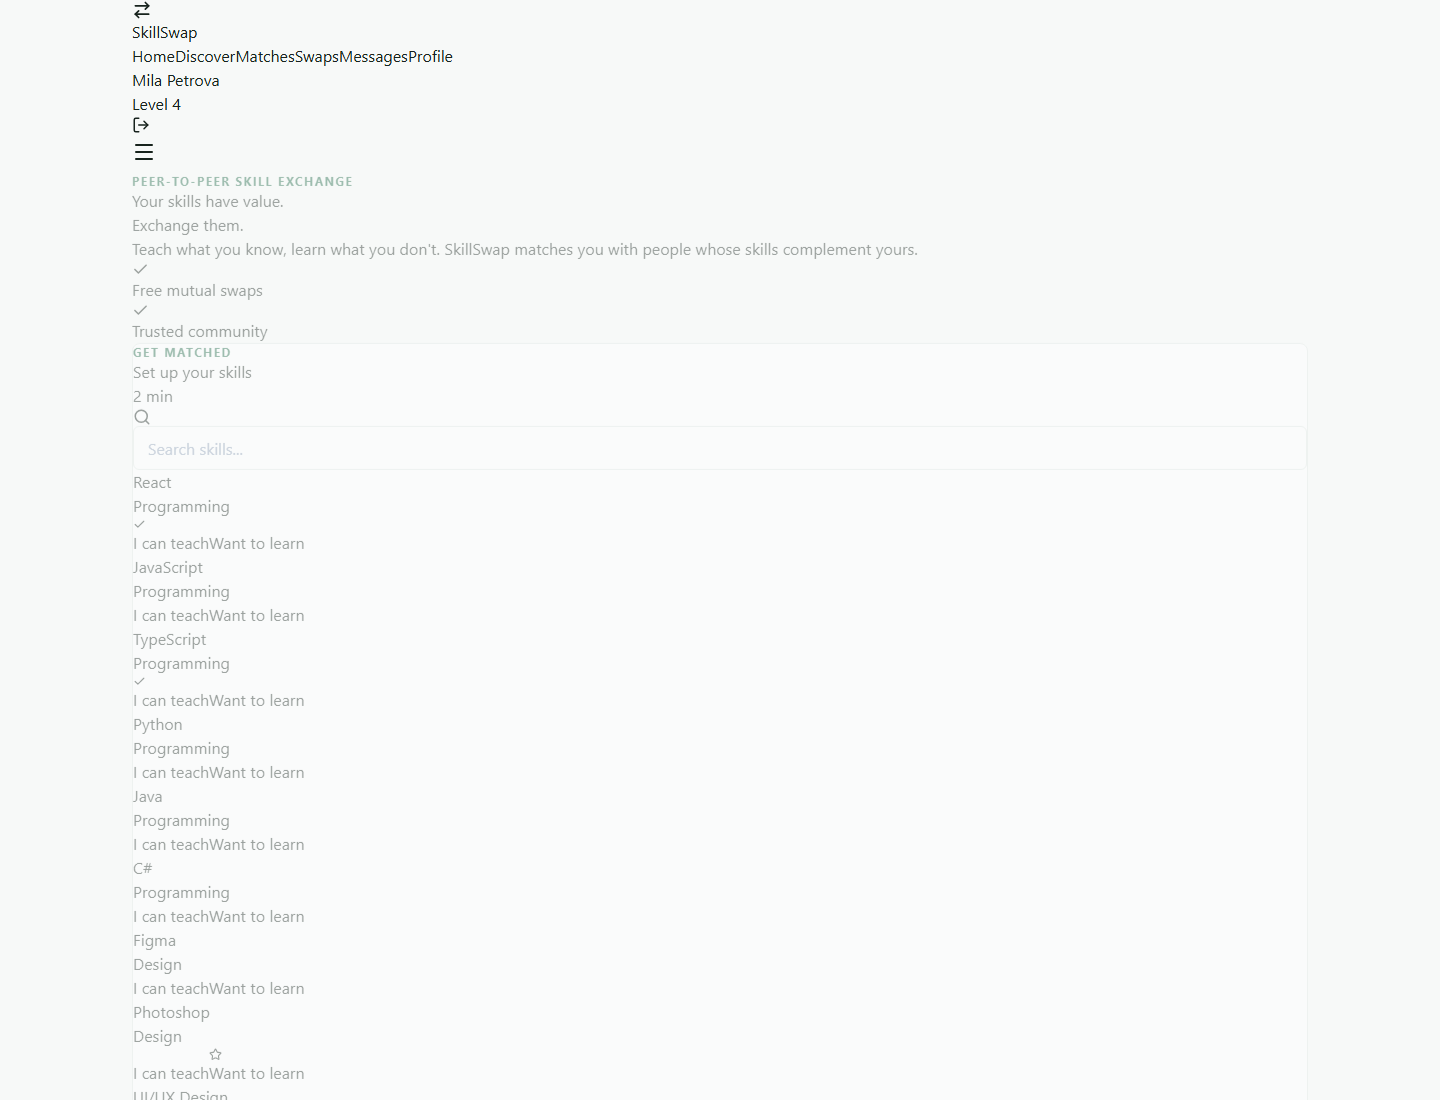 SkillSwap
HomeDiscoverMatchesSwapsMessagesProfile
Mila Petrova
Level 4
PEER-TO-PEER SKILL EXCHANGE
Your skills have value.
Exchange them.
Teach what you know, learn what you don't. SkillSwap matches you with people whose skills complement yours.
Free mutual swaps
Trusted community
GET MATCHED
Set up your skills
2 min
Search skills...
React
Programming
I can teachWant to learn
JavaScript
Programming
I can teachWant to learn
TypeScript
Programming
I can teachWant to learn
Python
Programming
I can teachWant to learn
Java
Programming
I can teachWant to learn
C#
Programming
I can teachWant to learn
Figma
Design
I can teachWant to learn
Photoshop
Design
I can teachWant to learn
UI/UX Design